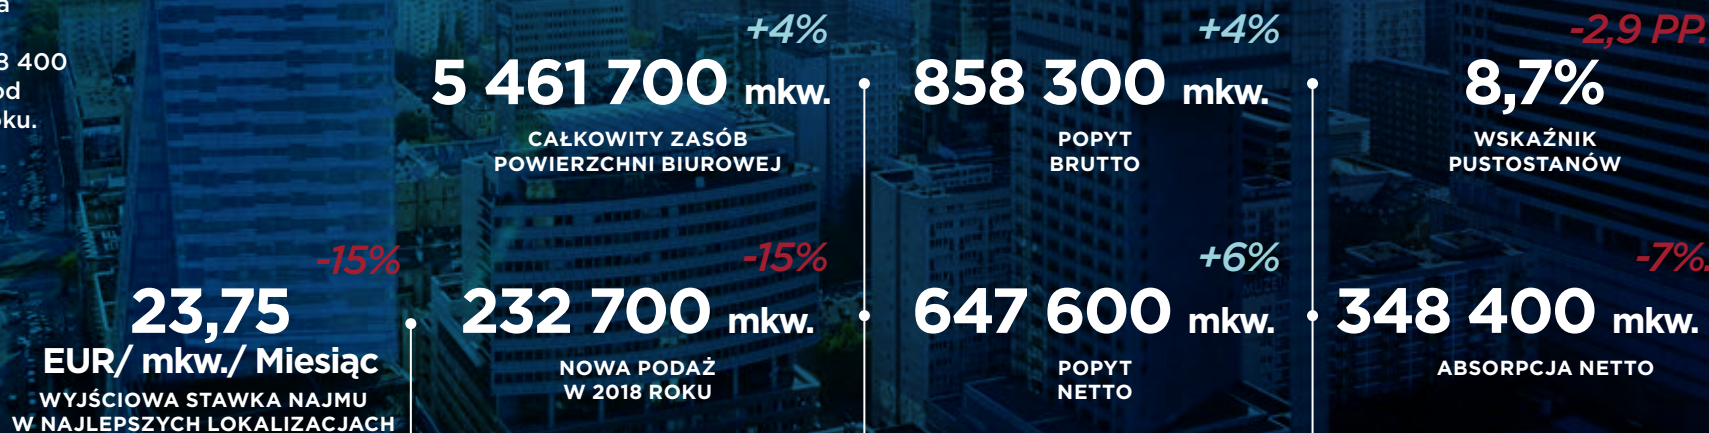 8 400
+4%
5 461 700 mkw.
CAŁKOWITY ZASÓB
POWIERZCHNI BIUROWEJ
+4%
858 300 mkw.
POPYT
BRUTTO
-2,9 PP.
8,7%
WSKAŹNIK
PUSTOSTANÓW
-15%
23,75
EUR/ mkw./ Miesiąc
WYJŚCIOWA STAWKA NAJMU
W NAJLEPSZYCH LOKALIZACJACH
-15%
232 700 mkw.
NOWA PODAŻ
W 2018 ROKU
+6%
647 600 mkw.
POPYT
NETTO
-7%.
348 400 mkw.
ABSORPCJA NETTO